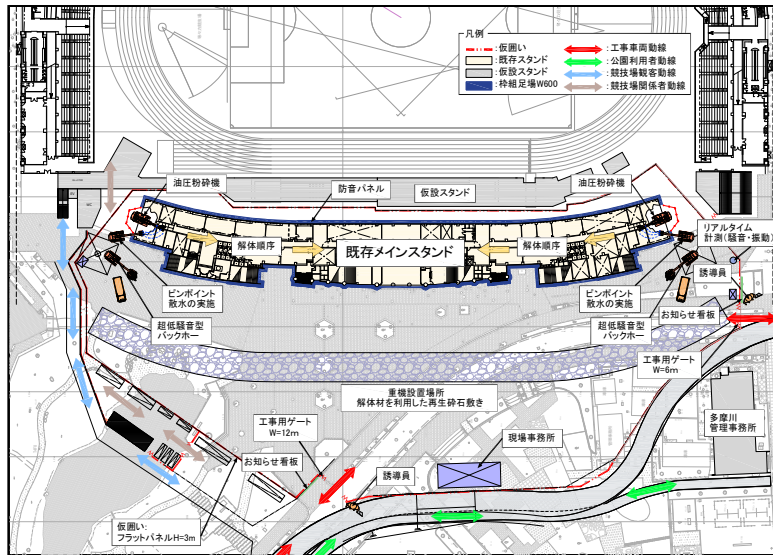 凡例
:仮囲い
:既存スタンド
:仮設スタンド
:枠組足場W600
:工事車両動線
:公園利用者動線
:競技場観客動線
:競技場関係者動線
油圧粉砕機
防音パネル
仮設スタンド
油圧粉砕機
リアルタイム
計測(騒音・振動)
解体順序
既存メインスタンド
解体順序
誘導員
ピンポイント
散水の実施
ピンポイント
散水の実施
お知らせ看板
超低騒音型
バックホー
超低騒音型
バックホー
工事用ゲート
W=6m
重機設置場所
解体材を利用した再生砕石敷き
多摩川
管理事務所
工事用ゲート
W=12m
現場事務所
お知らせ看板
誘導員
仮囲い:
フラットパネルH=3m